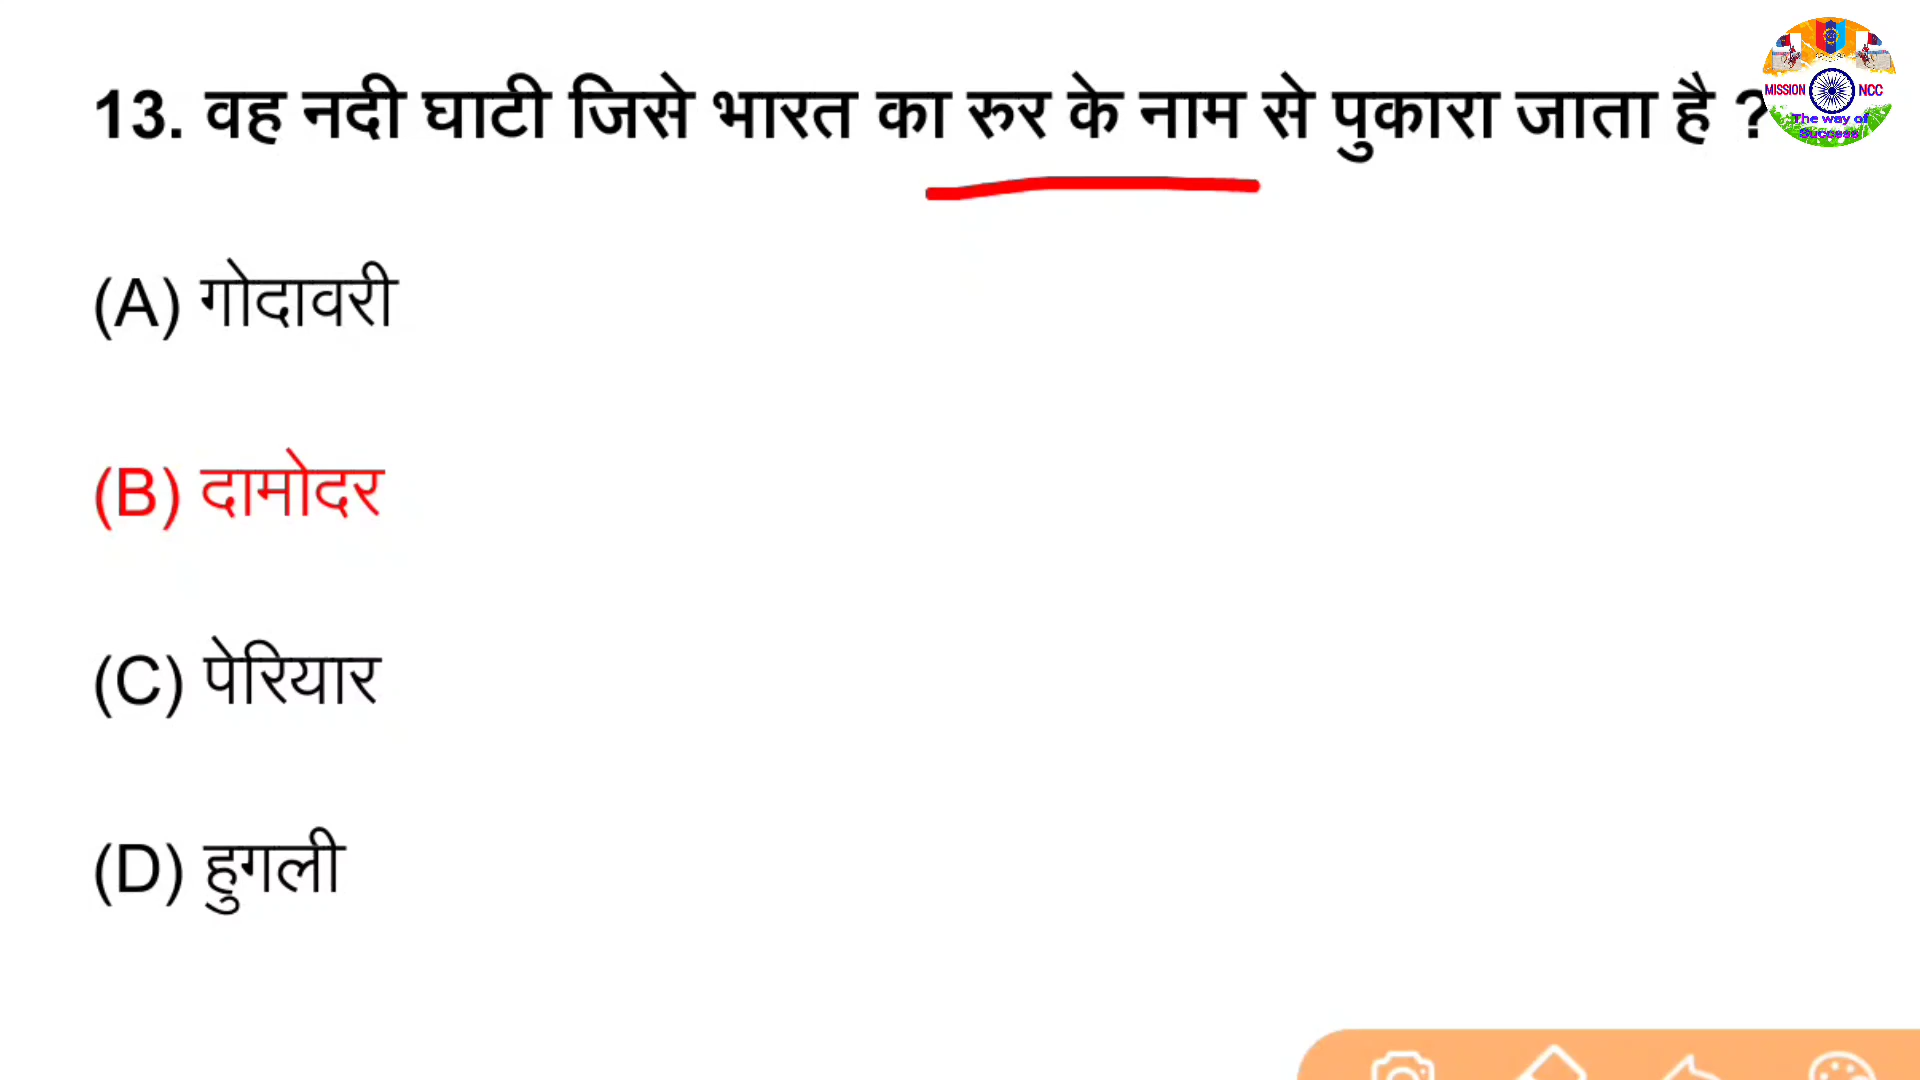 13. वह नदी घाटी जिसे भारत का रुर के नाम से पुकारा जाता है ?
MISSION NCC
The way of
Success
(A) गोदावरी
(B) दामोदर
(C) पेरियार
(D) हुगली